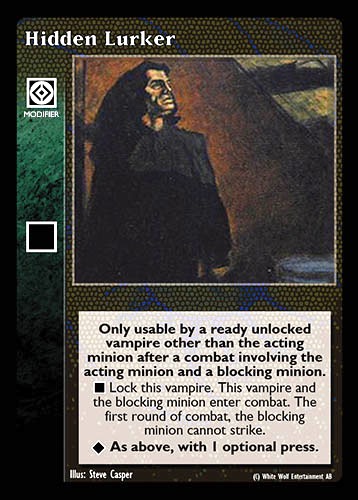 Hidden Lurker
MODIFIER
Only usable by a ready unlocked
vampire other than the acting
minion after a combat involving the
acting minion and a blocking minion.
■ Lock this vampire. This vampire and
the blocking minion enter combat. The
first round of combat, the blocking
minion cannot strike.
◆ As above, with 1 optional press.
Illus: Steve Casper
(C) White Wolf Entertainment AB